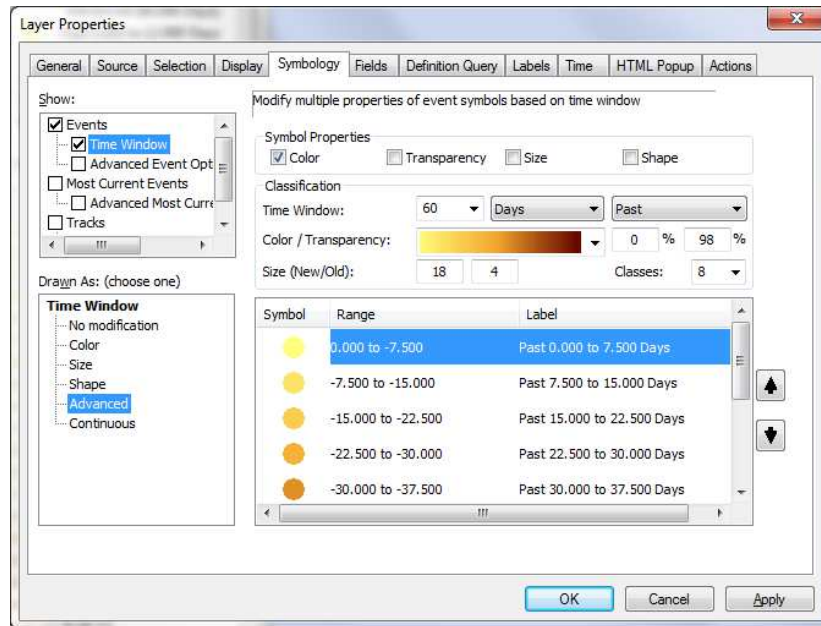 Layer Properties
General Source Selection Display Symbology Fields Definition Query Labels Time HTML Popup Actions
Show:
Events
Time Window
Advanced Event Opt
Most Current Events
Advanced Most Curre
Tracks
Drawn As: (choose one)
Time Window
No modification
Color
Size
Shape
Advanced
Continuous
Modify multiple properties of event symbols based on time window
Symbol Properties
Color Transparency Size Shape
Classification
Time Window: 60 Days Past
Color / Transparency: 0 % 98 %
Size (New/Old): 18 4 Classes: 8
Symbol Range Label
0.000 to -7.500 Past 0.000 to 7.500 Days
-7.500 to -15.000 Past 7.500 to 15.000 Days
-15.000 to -22.500 Past 15.000 to 22.500 Days
-22.500 to -30.000 Past 22.500 to 30.000 Days
-30.000 to -37.500 Past 30.000 to 37.500 Days
OK Cancel Apply